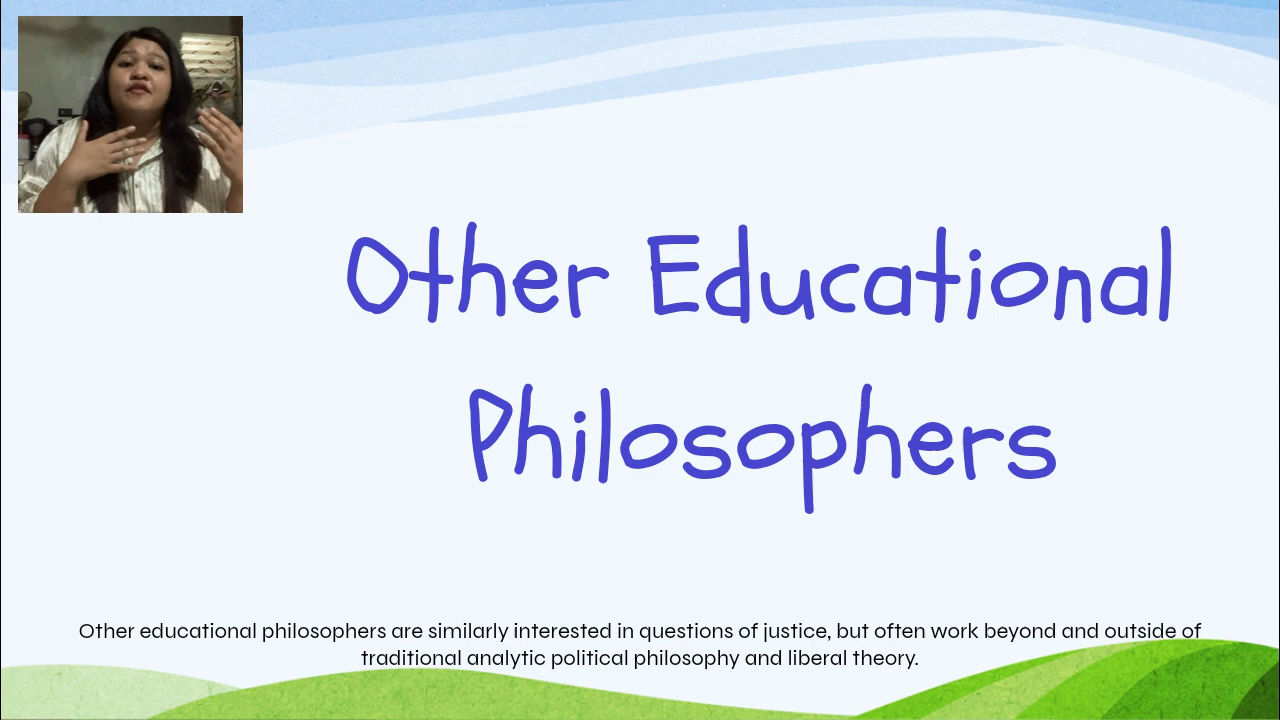 Other Educational
Philosophers
Other educational philosophers are similarly interested in questions of justice, but often work beyond and outside of
traditional analytic political philosophy and liberal theory.